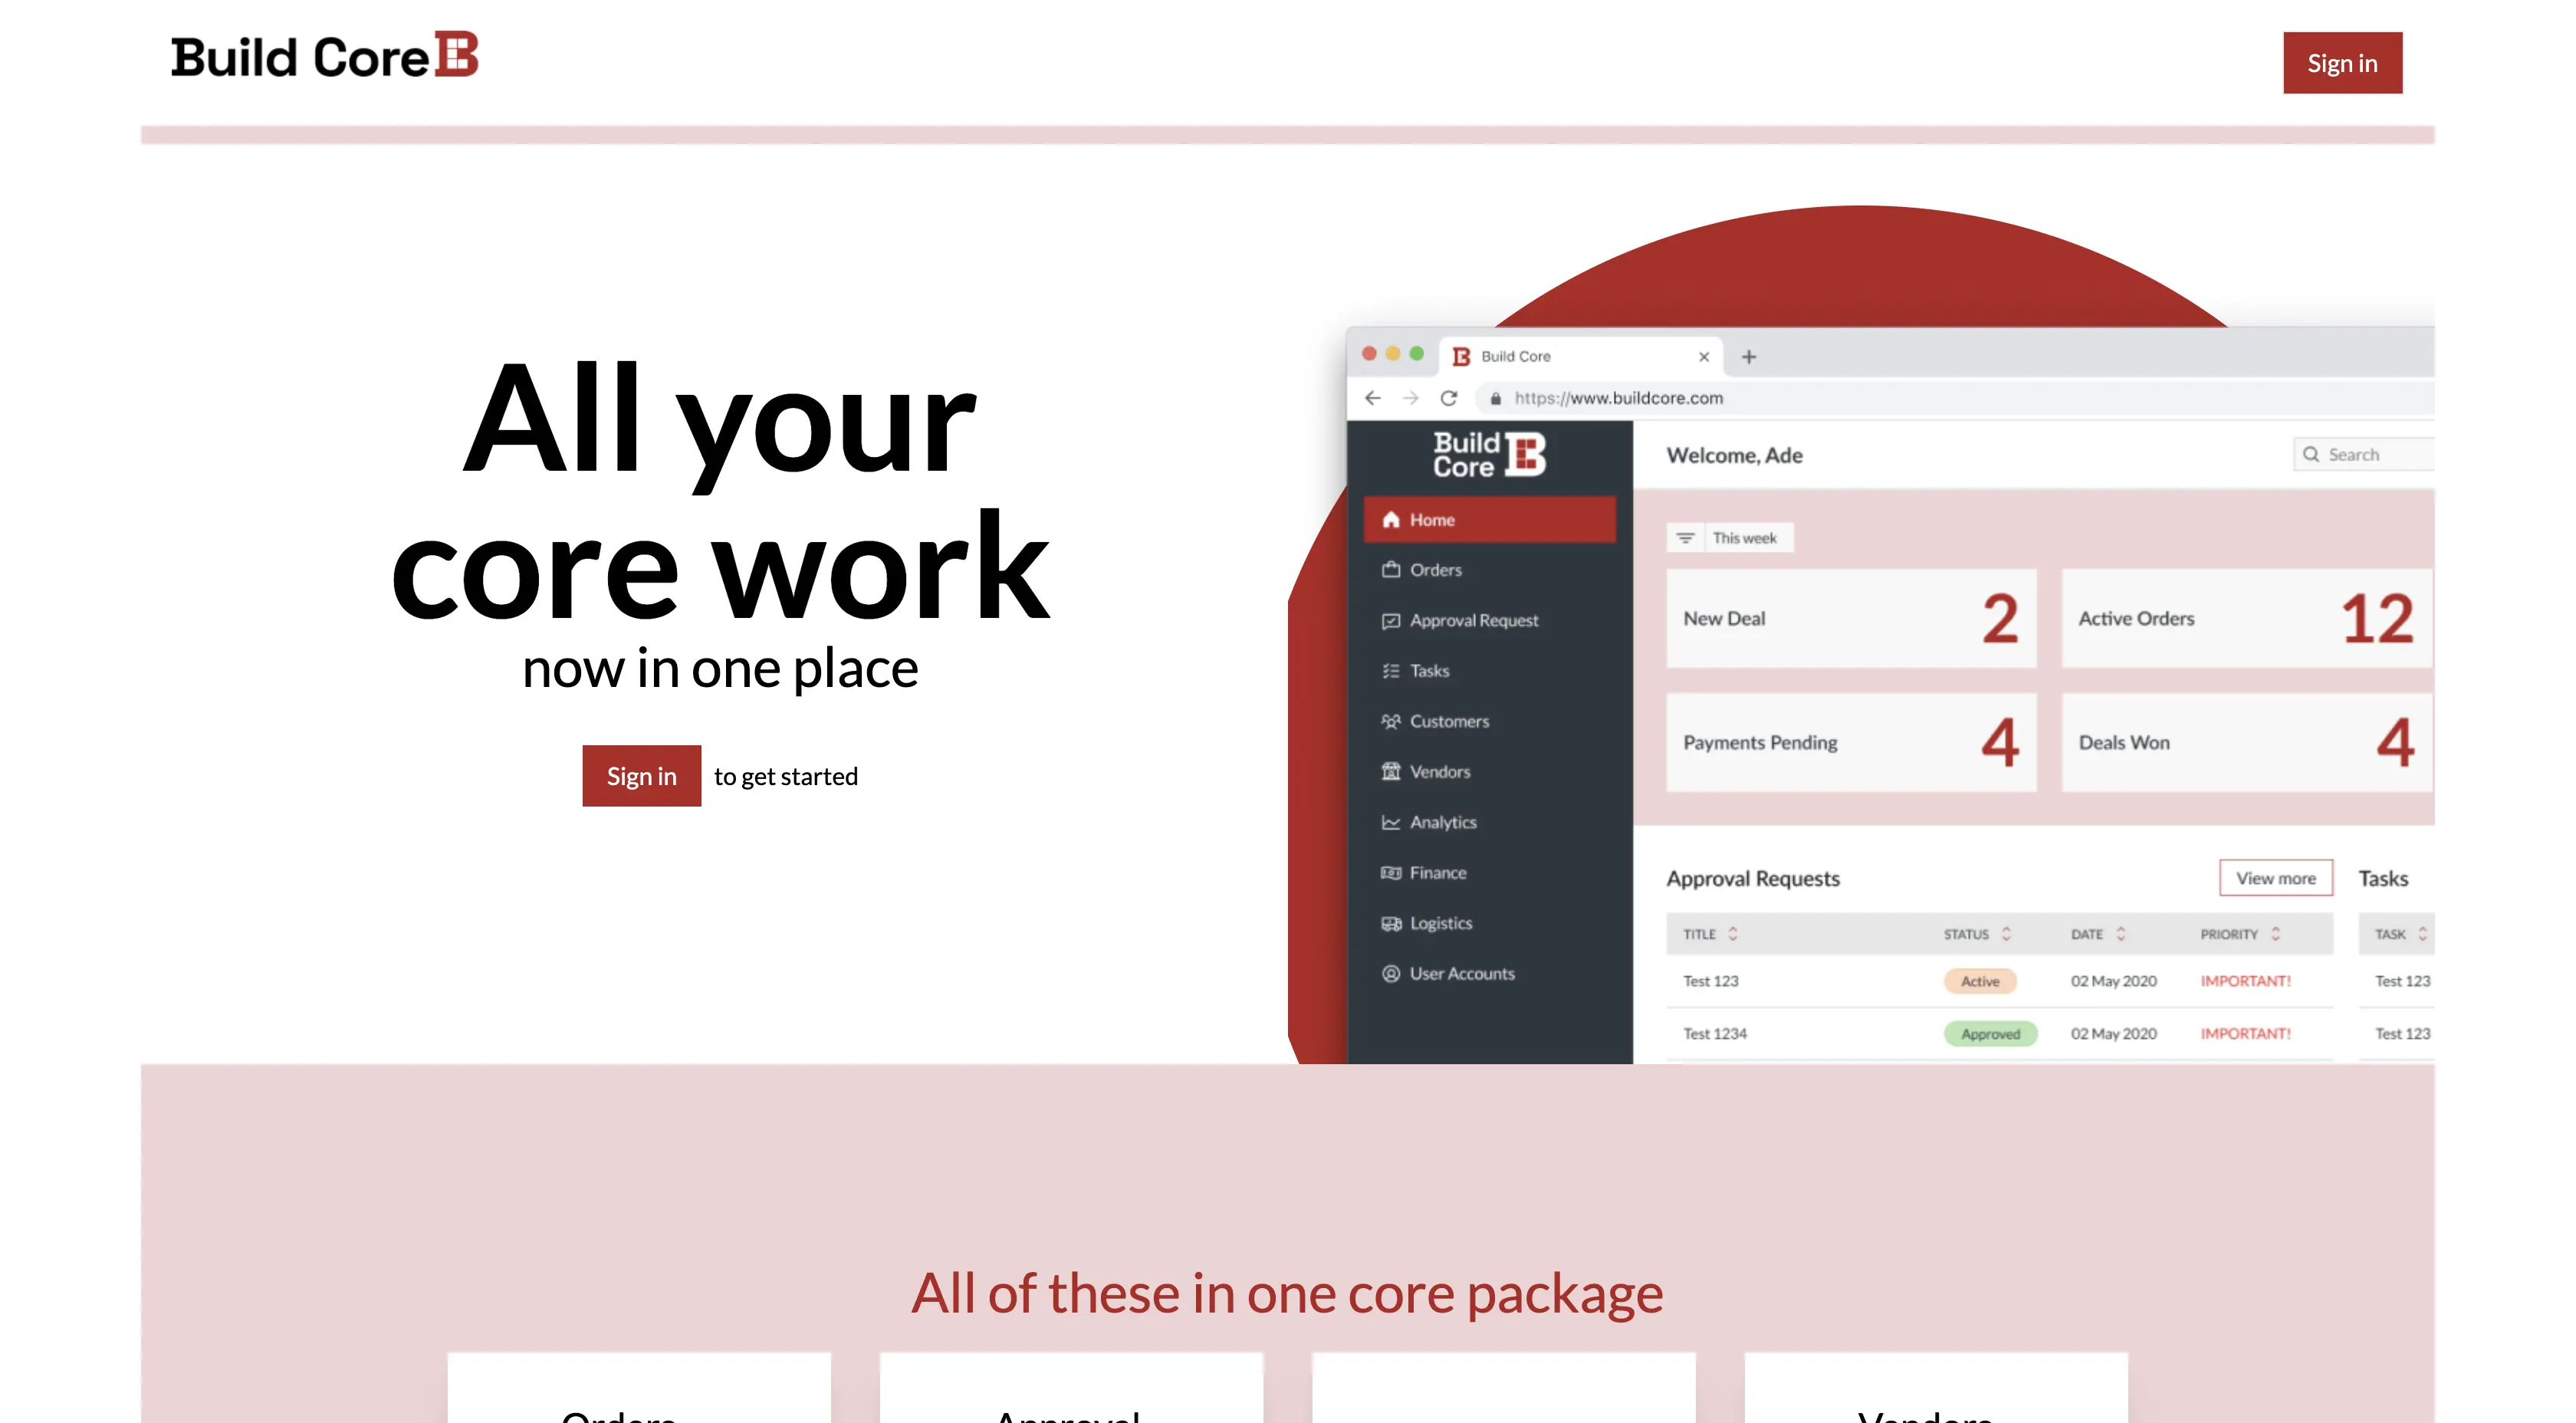 Build Core
Sign in
All your
core work
now in one place
Sign in to get started
Build Core
https://www.buildcore.com
Build
Core
Welcome, Ade
Search
Home
Orders
Approval Request
Tasks
Customers
Vendors
Analytics
Finance
Logistics
User Accounts
This week
New Deal 2
Active Orders 12
Payments Pending 4
Deals Won 4
Approval Requests
View more
TITLE STATUS DATE PRIORITY
Test 123 Active 02 May 2020 IMPORTANT!
Test 1234 Approved 02 May 2020 IMPORTANT!
Tasks
TASK
Test 123
Test 123
All of these in one core package
Orders
Approval
Vendors